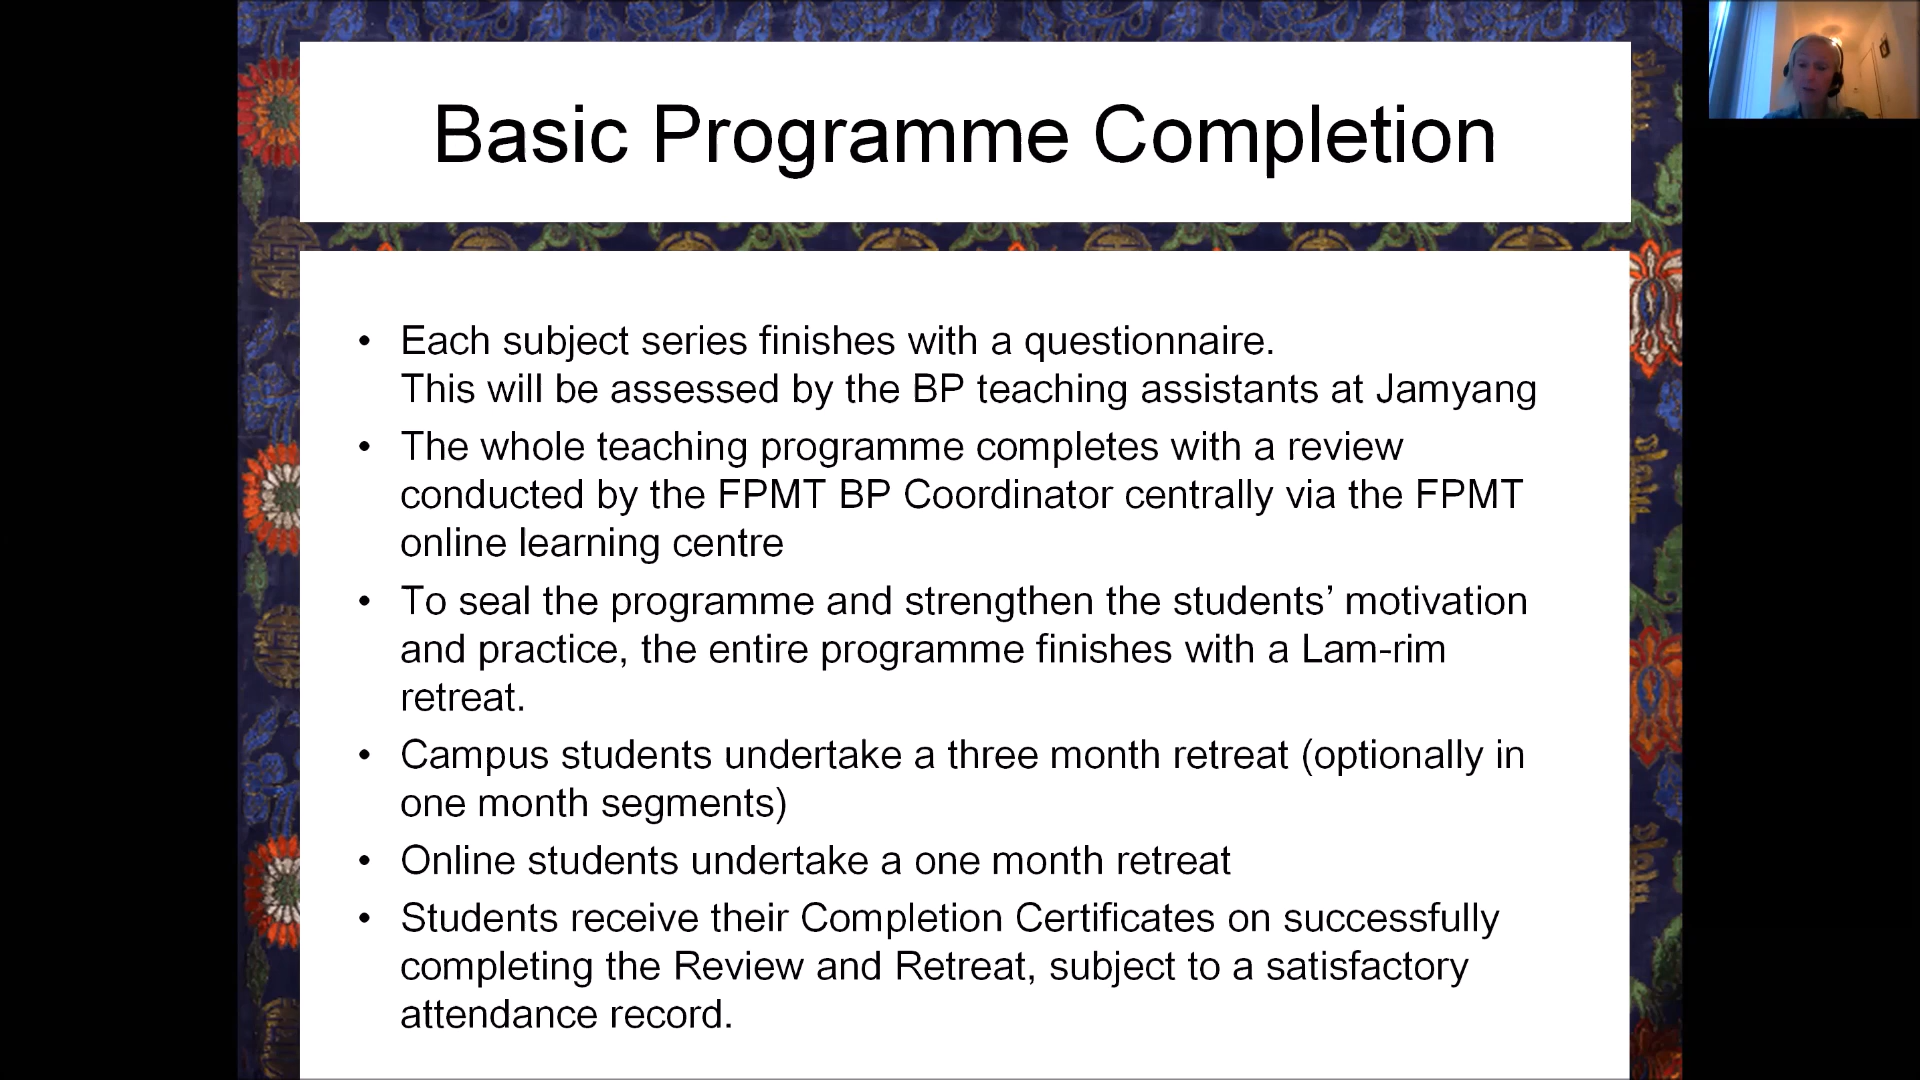 Basic Programme Completion
• Each subject series finishes with a questionnaire.
This will be assessed by the BP teaching assistants at Jamyang
• The whole teaching programme completes with a review
conducted by the FPMT BP Coordinator centrally via the FPMT
online learning centre
• To seal the programme and strengthen the students’ motivation
and practice, the entire programme finishes with a Lam-rim
retreat.
• Campus students undertake a three month retreat (optionally in
one month segments)
• Online students undertake a one month retreat
• Students receive their Completion Certificates on successfully
completing the Review and Retreat, subject to a satisfactory
attendance record.